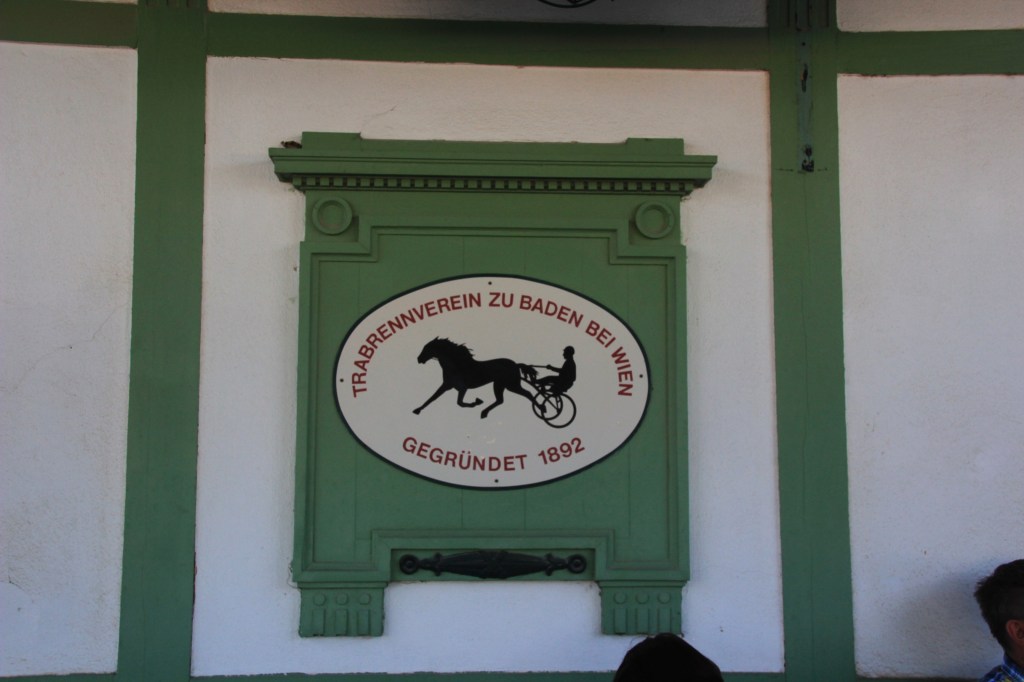 TRABRENNVEREIN ZU BADEN BEI WIEN
GEGRÜNDET 1892